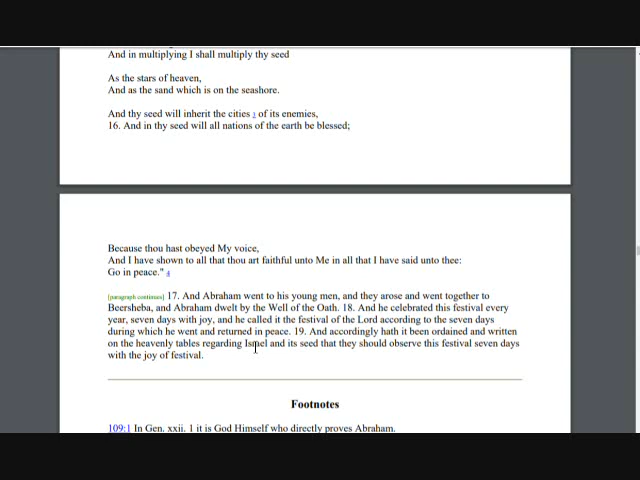 And in multiplying I shall multiply thy seed
As the stars of heaven,
And as the sand which is on the seashore.
And thy seed will inherit the cities 3 of its enemies,
16. And in thy seed will all nations of the earth be blessed;
Because thou hast obeyed My voice,
And I have shown to all that thou art faithful unto Me in all that I have said unto thee:
Go in peace." 4
[paragraph continues] 17. And Abraham went to his young men, and they arose and went together to
Beersheba, and Abraham dwelt by the Well of the Oath. 18. And he celebrated this festival every
year, seven days with joy, and he called it the festival of the Lord according to the seven days
during which he went and returned in peace. 19. And accordingly hath it been ordained and written
on the heavenly tables regarding Israel and its seed that they should observe this festival seven days
with the joy of festival.
Footnotes
109:1 In Gen. xxii. 1 it is God Himself who directly proves Abraham.